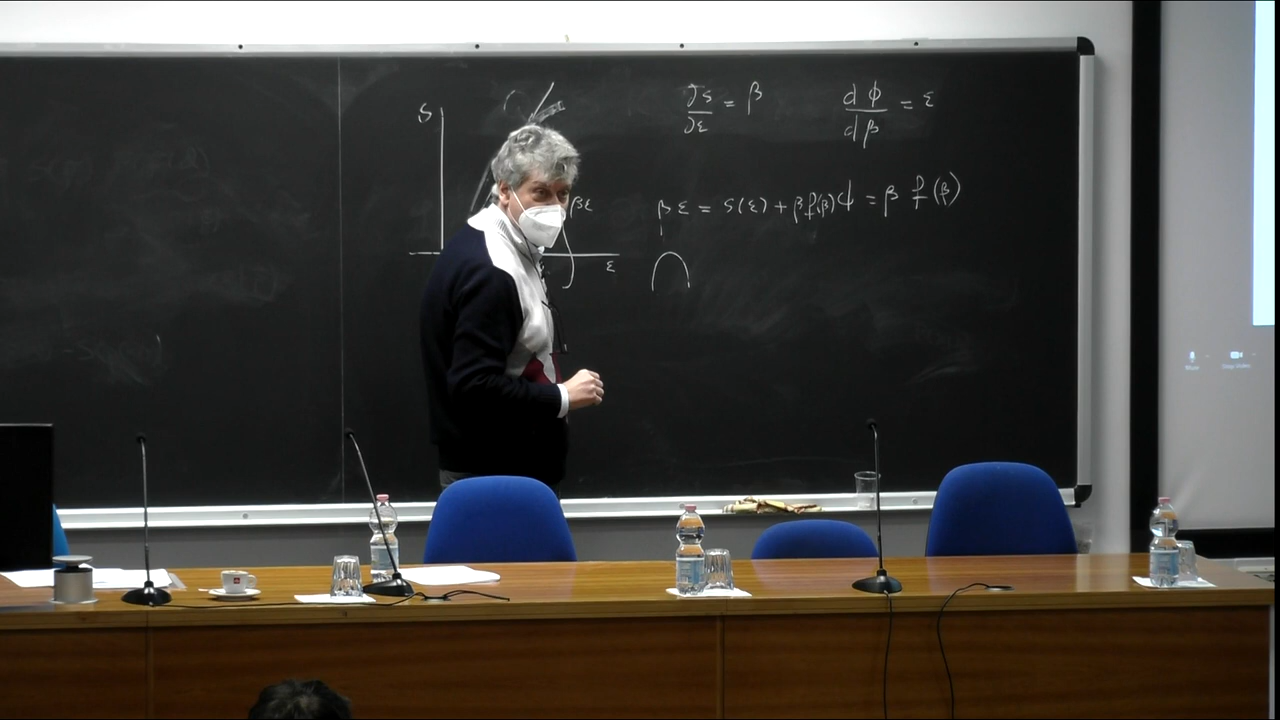 ∂s/∂ε = β    dϕ/dβ = ε
s
βε
βε = s(ε) + βf(β)ϕ = β f(β)
ε